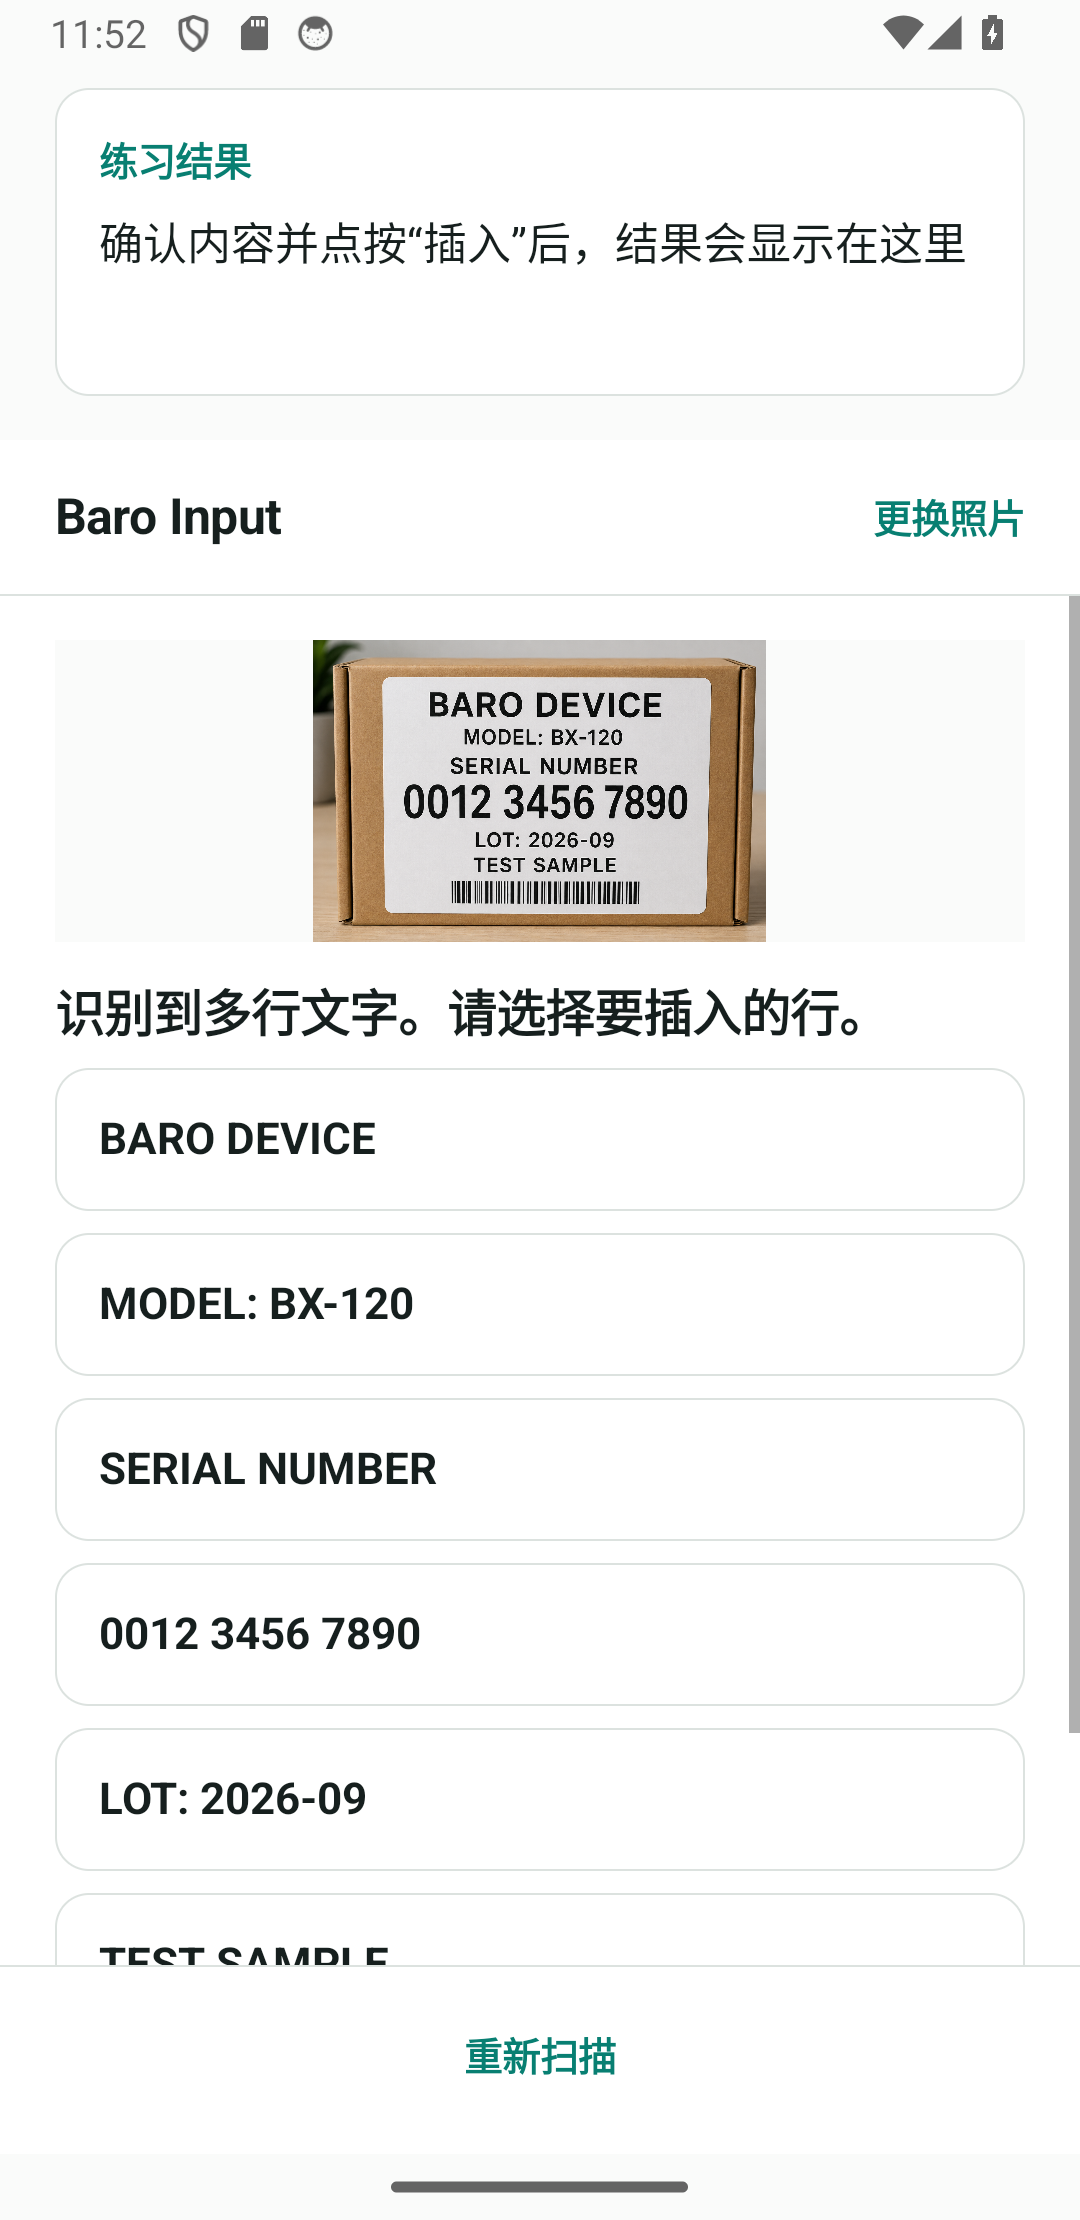 11:52
练习结果
确认内容并点按“插入”后，结果会显示在这里
Baro Input
更换照片
BARO DEVICE
MODEL: BX-120
SERIAL NUMBER
0012 3456 7890
LOT: 2026-09
TEST SAMPLE
识别到多行文字。请选择要插入的行。
BARO DEVICE
MODEL: BX-120
SERIAL NUMBER
0012 3456 7890
LOT: 2026-09
TEST SAMPLE
重新扫描